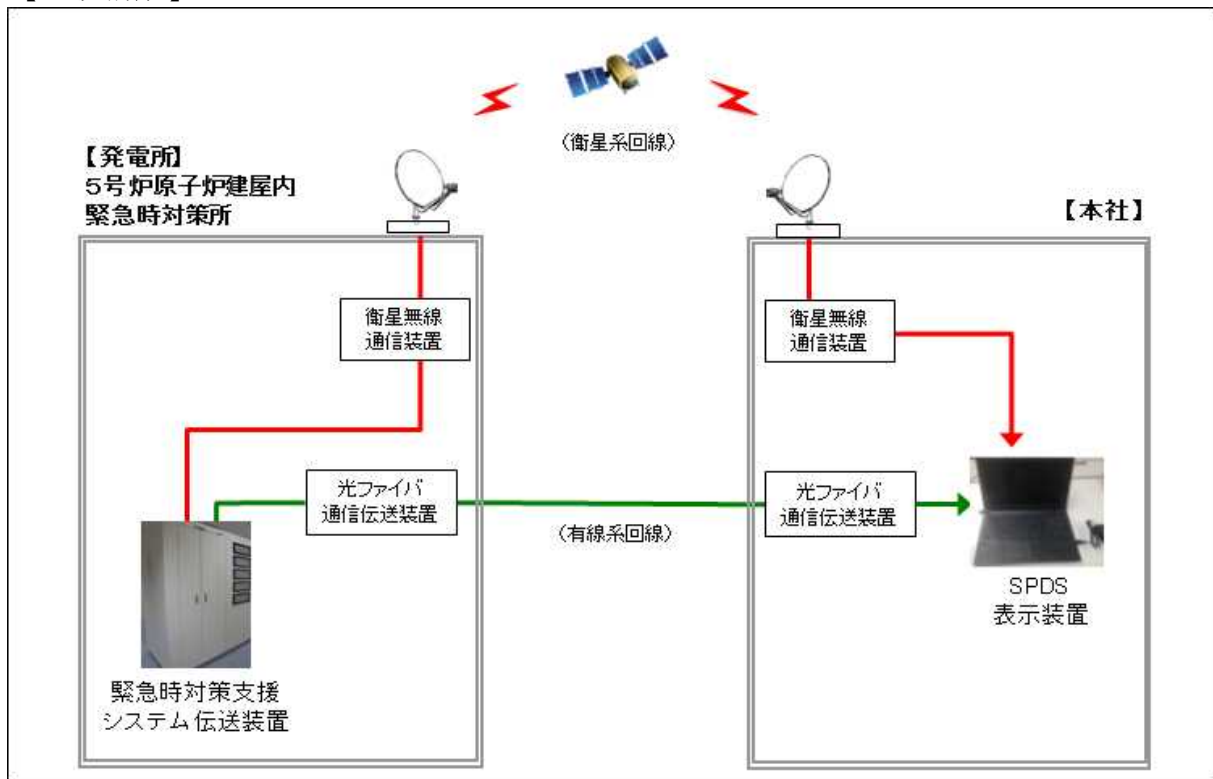 （衛星系回線）
【発電所】
5号炉原子炉建屋内
緊急時対策所
【本社】
衛星無線
通信装置
衛星無線
通信装置
光ファイバ
通信伝送装置
光ファイバ
通信伝送装置
（有線系回線）
SPDS
表示装置
緊急時対策支援
システム伝送装置